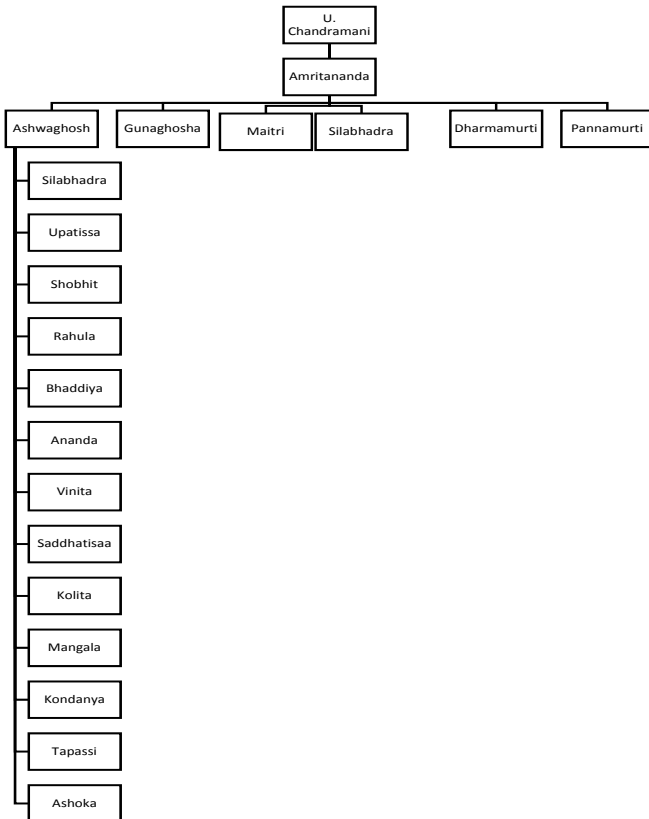 U.
Chandramani
Amritananda
Ashwaghosh
Gunaghosha
Maitri
Silabhadra
Dharmamurti
Pannamurti
Silabhadra
Upatissa
Shobhit
Rahula
Bhaddiya
Ananda
Vinita
Saddhatisaa
Kolita
Mangala
Kondanya
Tapassi
Ashoka